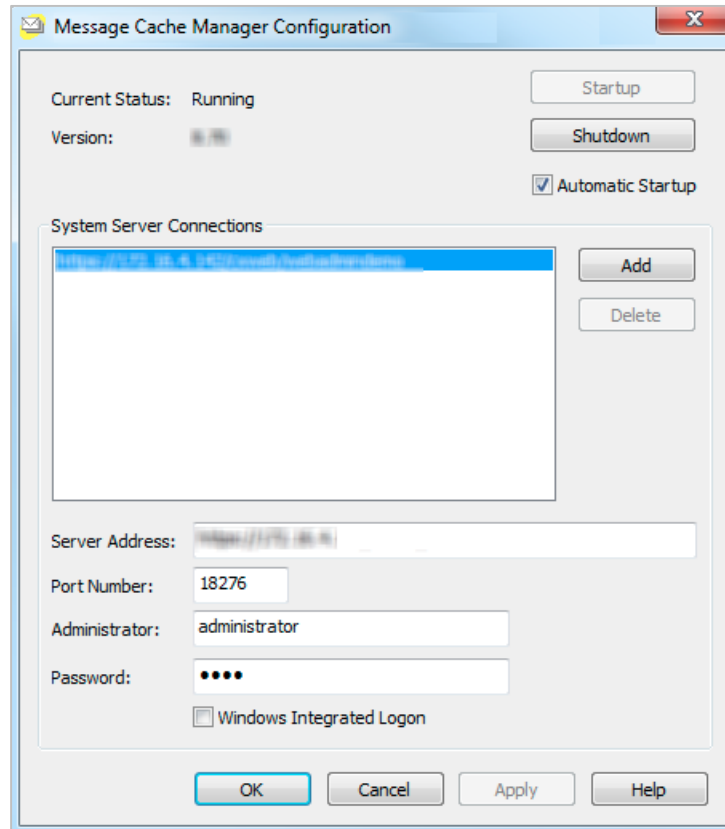 Message Cache Manager Configuration
Current Status: Running
Startup
Version:
Shutdown
Automatic Startup
System Server Connections
Add
Delete
Server Address:
Port Number: 18276
Administrator: administrator
Password: ••••
Windows Integrated Logon
OK Cancel Apply Help